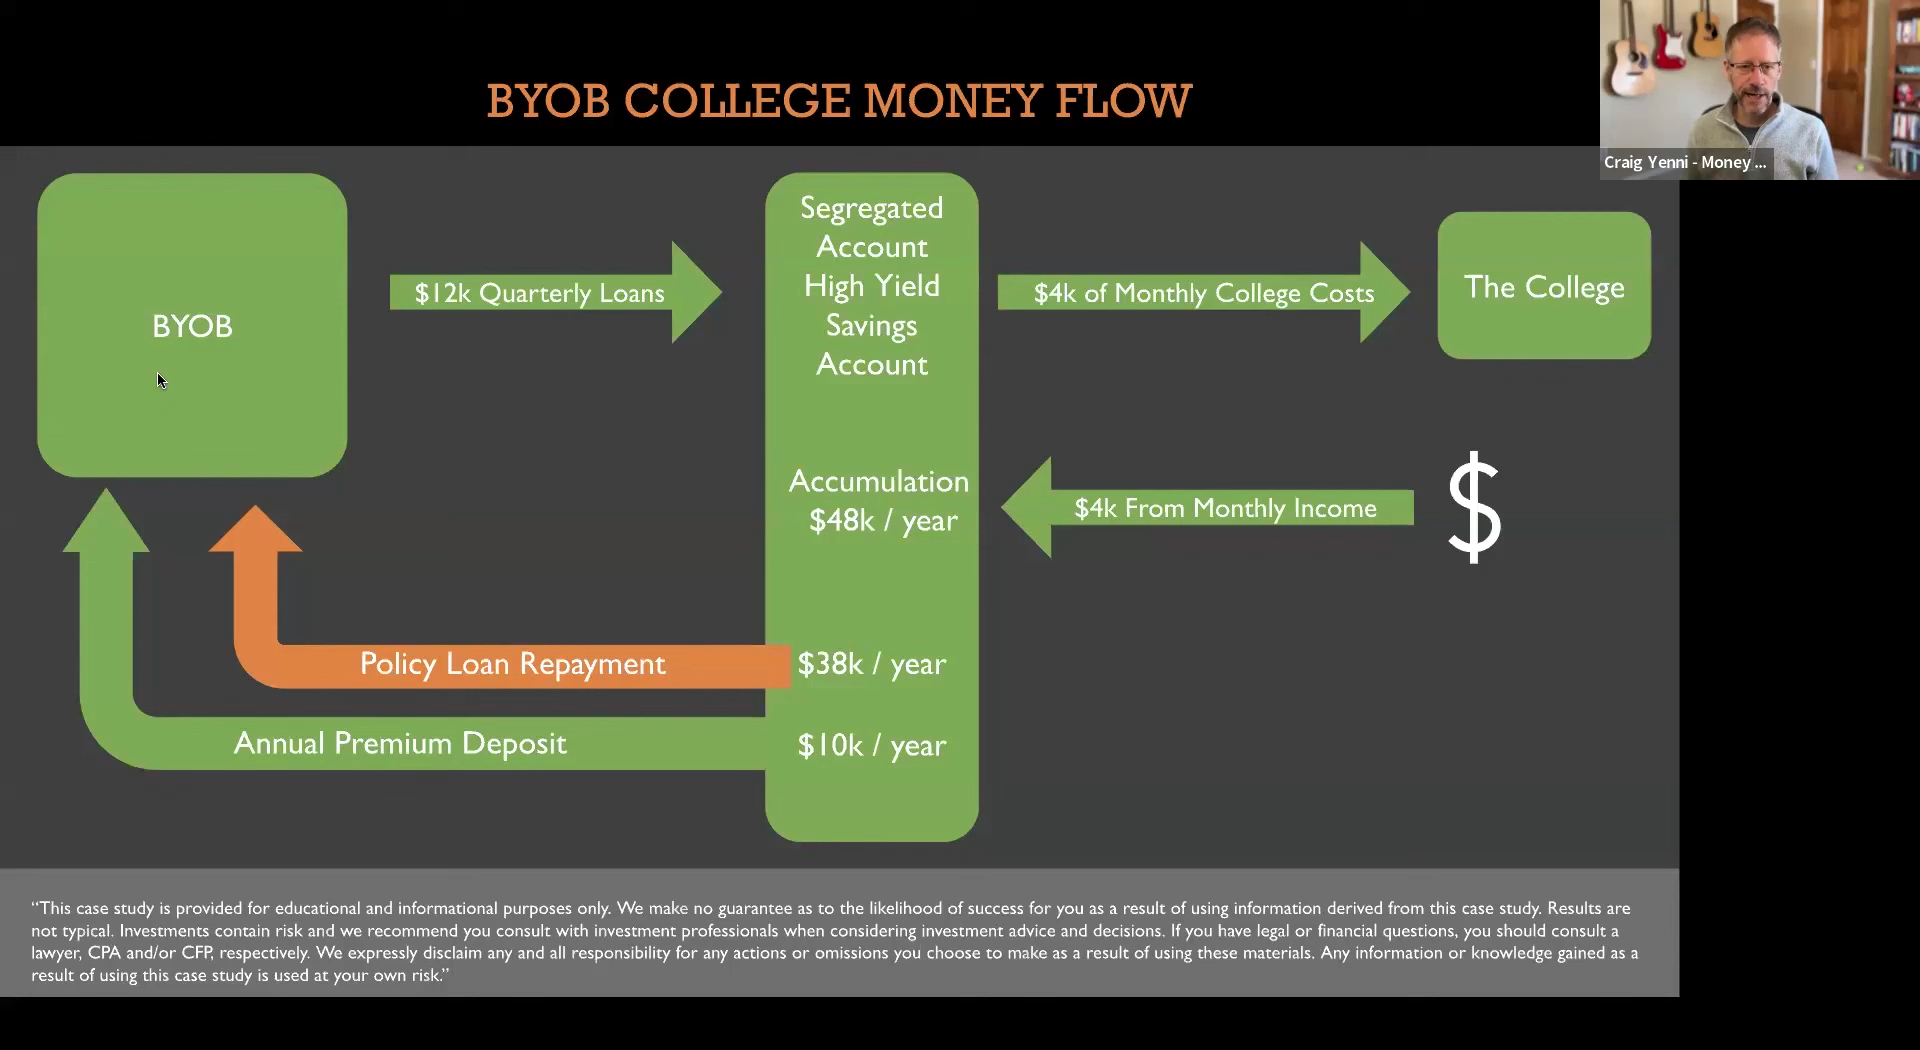 BYOB COLLEGE MONEY FLOW
Craig Yenni - Money ...
BYOB
$12k Quarterly Loans
Segregated
Account
High Yield
Savings
Account
$4k of Monthly College Costs
The College
Accumulation
$48k / year
$4k From Monthly Income
$
Policy Loan Repayment
$38k / year
Annual Premium Deposit
$10k / year
“This case study is provided for educational and informational purposes only. We make no guarantee as to the likelihood of success for you as a result of using information derived from this case study. Results are
not typical. Investments contain risk and we recommend you consult with investment professionals when considering investment advice and decisions. If you have legal or financial questions, you should consult a
lawyer, CPA and/or CFP, respectively. We expressly disclaim any and all responsibility for any actions or omissions you choose to make as a result of using these materials. Any information or knowledge gained as a
result of using this case study is used at your own risk.”